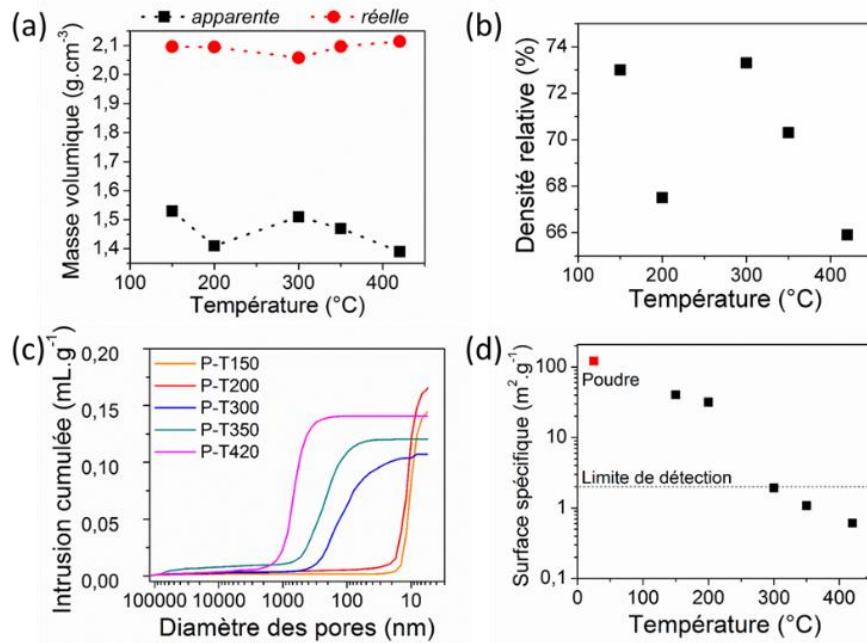 (a)
apparente
réelle
2,1
2,0
1,9
1,8
1,7
1,6
1,5
1,4
Masse volumique (g.cm⁻³)
100
200
300
400
Température (°C)
(b)
74
72
70
68
66
Densité relative (%)
100
200
300
400
Température (°C)
(c)
0,20
0,15
0,10
0,05
0,00
Intrusion cumulée (mL.g⁻¹)
P-T150
P-T200
P-T300
P-T350
P-T420
100000
10000
1000
100
10
Diamètre des pores (nm)
(d)
100
10
1
0,1
Surface spécifique (m².g⁻¹)
Poudre
Limite de détection
0
100
200
300
400
Température (°C)